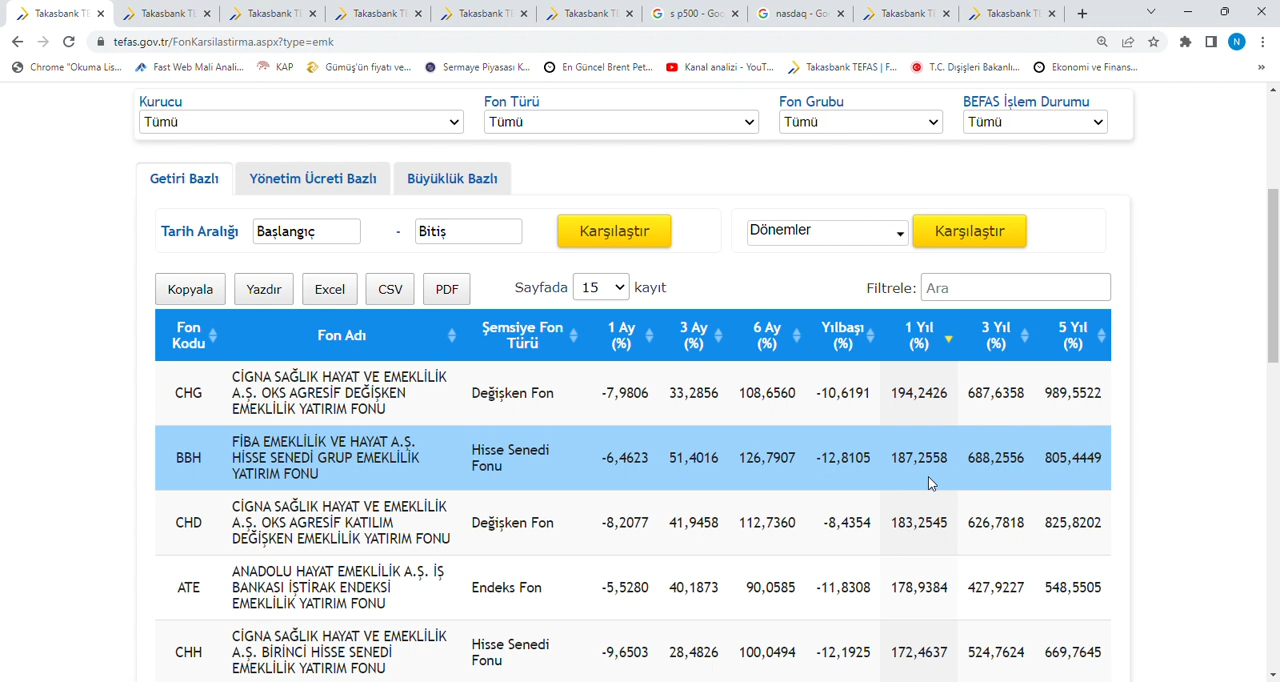 Takasbank TE
Takasbank TE
Takasbank TE
Takasbank TE
Takasbank TE
Takasbank TE
s p500 - Goo
nasdaq - Go
Takasbank TE
Takasbank TE
tefas.gov.tr/FonKarsilastirma.aspx?type=emk
N
Chrome "Okuma Lis...
Fast Web Mali Anali...
KAP
Gümüş'ün fiyatı ve...
Sermaye Piyasası K...
En Güncel Brent Pet...
Kanal analizi - YouT...
Takasbank TEFAS | F...
T.C. Dışişleri Bakanlı...
Ekonomi ve Finans...
»
Kurucu
Fon Türü
Fon Grubu
BEFAS İşlem Durumu
Tümü
Tümü
Tümü
Tümü
Getiri Bazlı
Yönetim Ücreti Bazlı
Büyüklük Bazlı
Tarih Aralığı
Başlangıç
-
Bitiş
Karşılaştır
Dönemler
Karşılaştır
Kopyala
Yazdır
Excel
CSV
PDF
Sayfada 15 kayıt
Filtrele: Ara
Fon Kodu
Fon Adı
Şemsiye Fon Türü
1 Ay (%)
3 Ay (%)
6 Ay (%)
Yılbaşı (%)
1 Yıl (%)
3 Yıl (%)
5 Yıl (%)
CHG
CİGNA SAĞLIK HAYAT VE EMEKLİLİK
A.Ş. OKS AGRESİF DEĞİŞKEN
EMEKLİLİK YATIRIM FONU
Değişken Fon
-7,9806 33,2856 108,6560 -10,6191 194,2426 687,6358 989,5522
BBH
FİBA EMEKLİLİK VE HAYAT A.Ş.
HİSSE SENEDİ GRUP EMEKLİLİK
YATIRIM FONU
Hisse Senedi
Fonu
-6,4623 51,4016 126,7907 -12,8105 187,2558 688,2556 805,4449
CHD
CİGNA SAĞLIK HAYAT VE EMEKLİLİK
A.Ş. OKS AGRESİF KATILIM
DEĞİŞKEN EMEKLİLİK YATIRIM FONU
Değişken Fon
-8,2077 41,9458 112,7360 -8,4354 183,2545 626,7818 825,8202
ATE
ANADOLU HAYAT EMEKLİLİK A.Ş. İŞ
BANKASI İŞTİRAK ENDEKSİ
EMEKLİLİK YATIRIM FONU
Endeks Fon
-5,5280 40,1873 90,0585 -11,8308 178,9384 427,9227 548,5505
CHH
CİGNA SAĞLIK HAYAT VE EMEKLİLİK
A.Ş. BİRİNCİ HİSSE SENEDİ
EMEKLİLİK YATIRIM FONU
Hisse Senedi
Fonu
-9,6503 28,4826 100,0494 -12,1925 172,4637 524,7624 669,7645